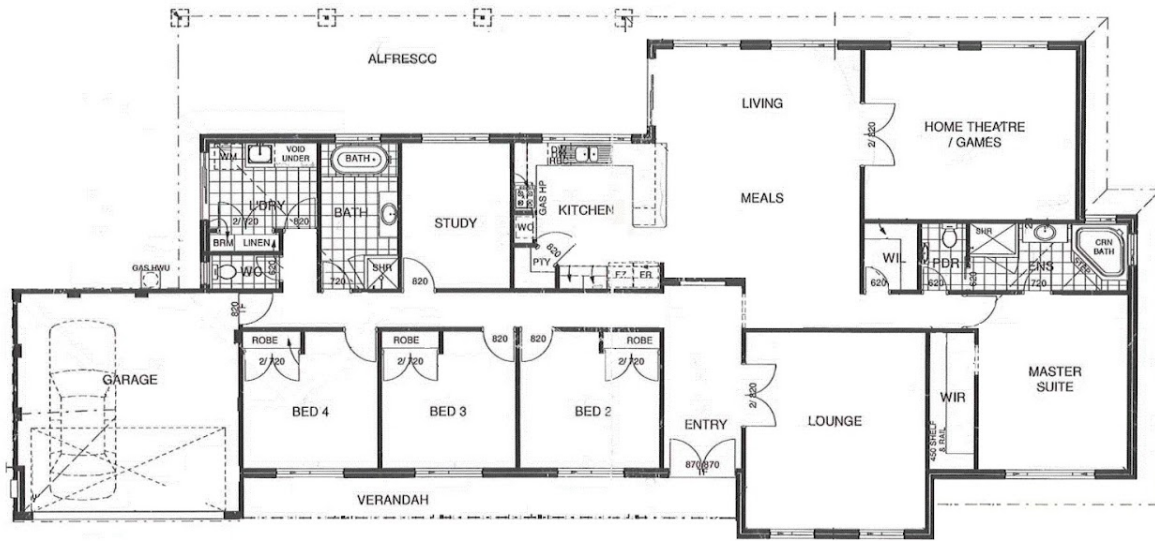 ALFRESCO
LIVING
HOME THEATRE
/ GAMES
2/ 820
WM
VOID
UNDER
BATH
L'DRY
2/ 720
820
BATH
STUDY
GAS HP
KITCHEN
MEALS
BRM
LINEN
WO
820
PTY
WIL
PDR
SHR
ENS
CRN
BATH
GAS HWU
WO
620
720
SHR
820
FZ
FR
620
620
620
720
820
GARAGE
ROBE
2/ 720
BED 4
ROBE
2/ 720
BED 3
820
820
ROBE
2/ 720
BED 2
ENTRY
870/870
2/ 820
LOUNGE
WIR
450 SHELF
& RAIL
MASTER
SUITE
VERANDAH